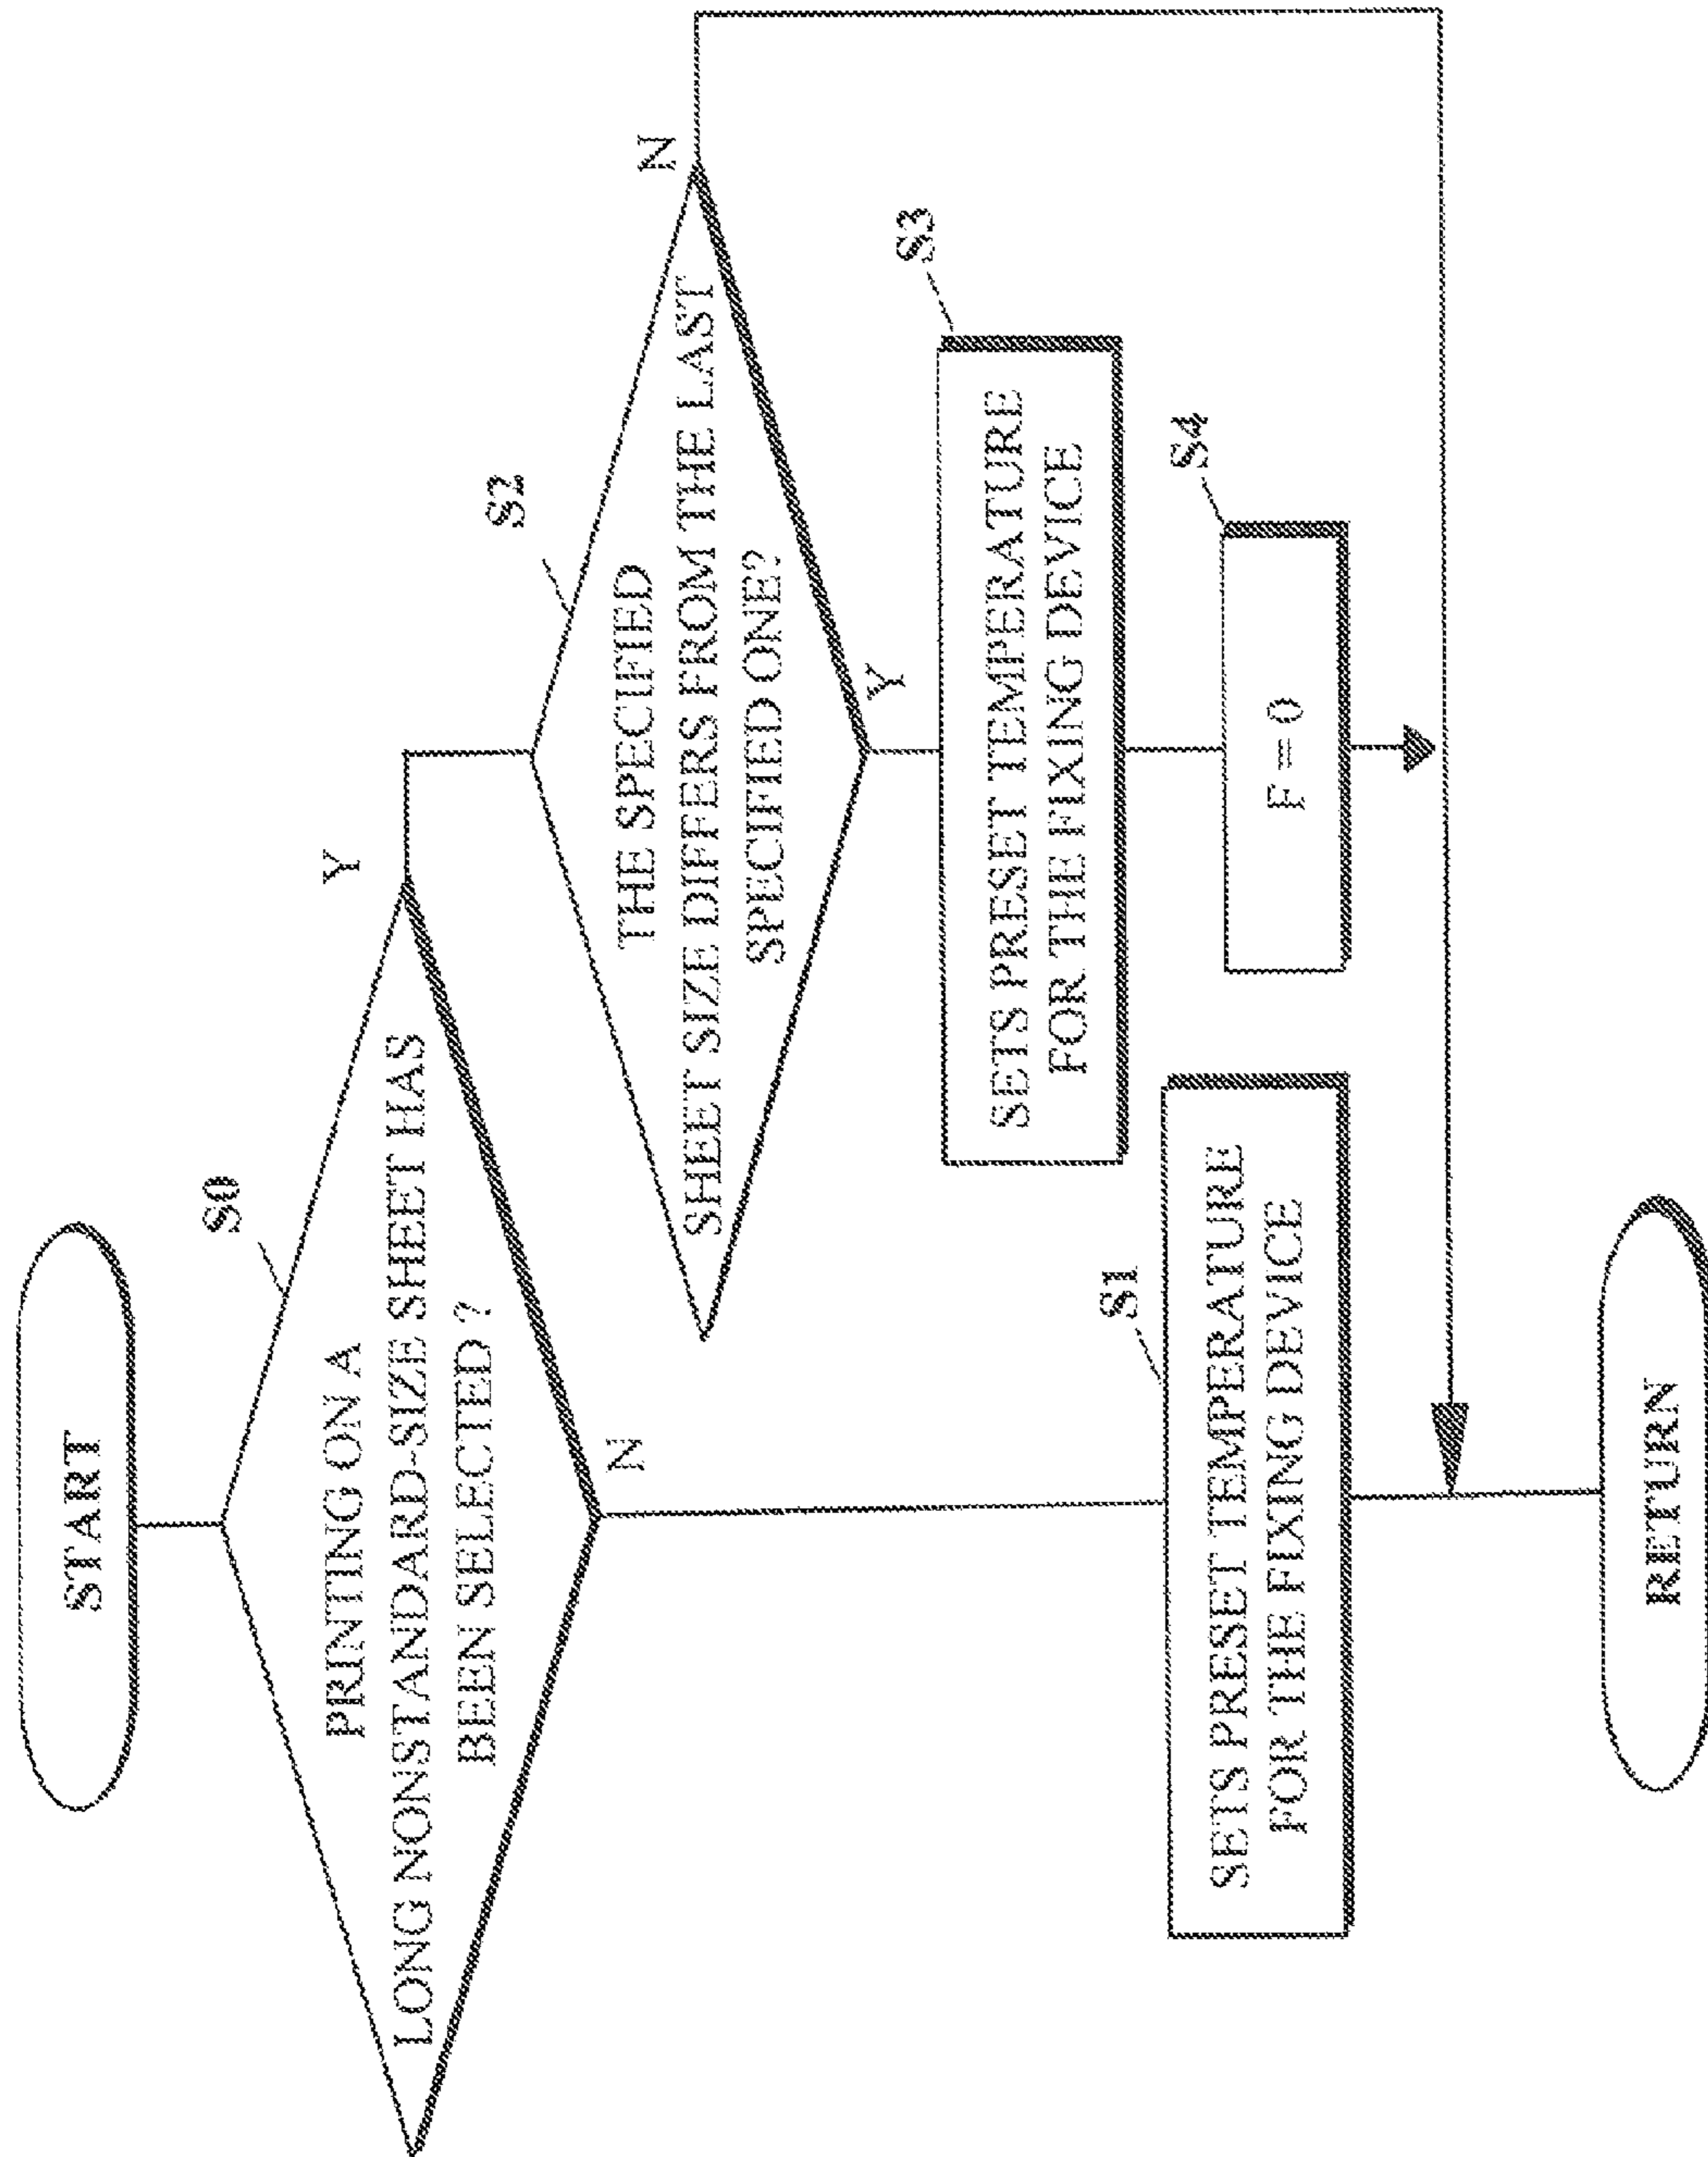 START
S0
PRINTING ON A
LONG NONSTANDARD-SIZE SHEET HAS
BEEN SELECTED ?
Y
N
S2
THE SPECIFIED
SHEET SIZE DIFFERS FROM THE LAST
SPECIFIED ONE?
N
Y
S3
SETS PRESET TEMPERATURE
FOR THE FIXING DEVICE
S4
F = 0
S1
SETS PRESET TEMPERATURE
FOR THE FIXING DEVICE
RETURN